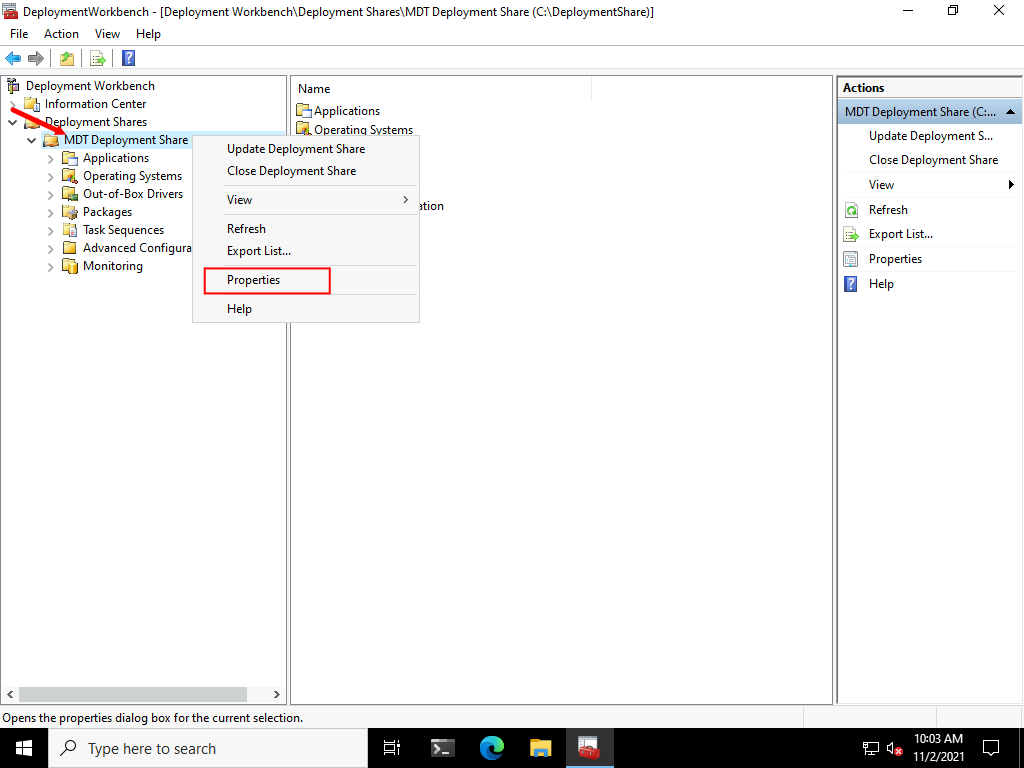 DeploymentWorkbench - [Deployment Workbench\Deployment Shares\MDT Deployment Share (C:\DeploymentShare)]
File Action View Help
Deployment Workbench
Information Center
Deployment Shares
MDT Deployment Share
Applications
Operating Systems
Out-of-Box Drivers
Packages
Task Sequences
Advanced Configura
Monitoring
Update Deployment Share
Close Deployment Share
View
Refresh
Export List...
Properties
Help
Name
Applications
Operating Systems
ation
Actions
MDT Deployment Share (C:...
Update Deployment S...
Close Deployment Share
View
Refresh
Export List...
Properties
Help
Opens the properties dialog box for the current selection.
Type here to search
10:03 AM
11/2/2021